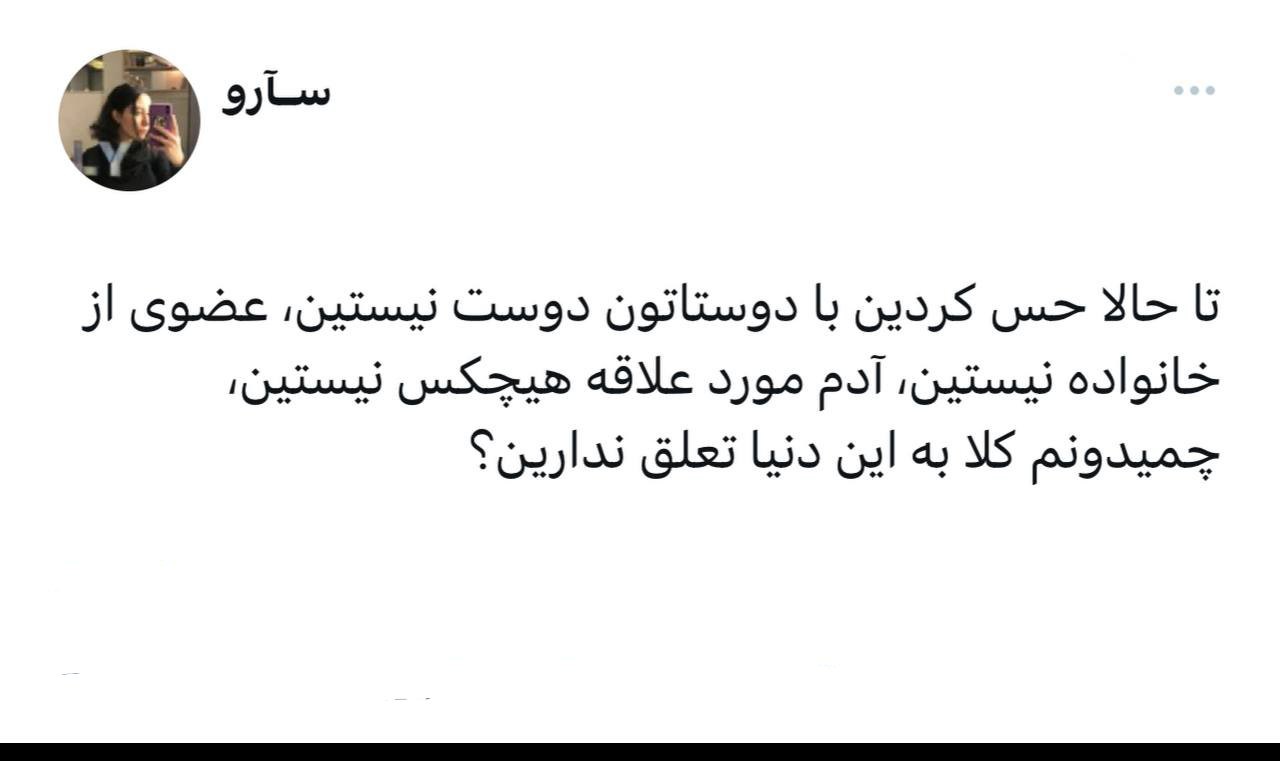 سـآرو
تا حالا حس کردین با دوستاتون دوست نیستین، عضوی از
خانواده نیستین، آدم مورد علاقه هیچکس نیستین،
چمیدونم کلا به این دنیا تعلق ندارین؟